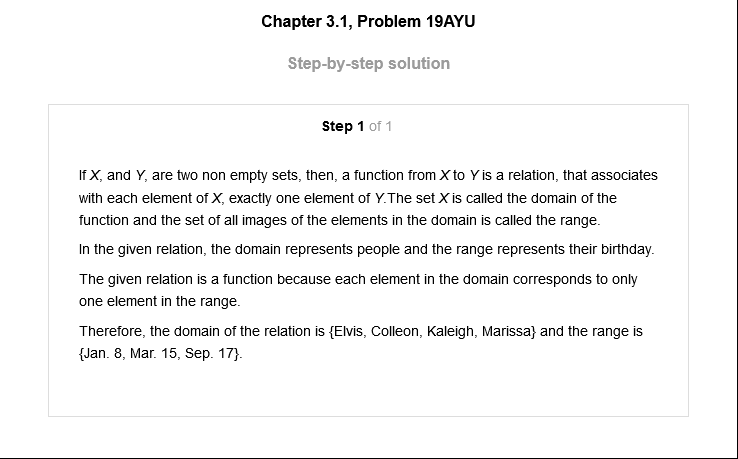 Chapter 3.1, Problem 19AYU
Step-by-step solution
Step 1 of 1
If X, and Y, are two non empty sets, then, a function from X to Y is a relation, that associates
with each element of X, exactly one element of Y.The set X is called the domain of the
function and the set of all images of the elements in the domain is called the range.
In the given relation, the domain represents people and the range represents their birthday.
The given relation is a function because each element in the domain corresponds to only
one element in the range.
Therefore, the domain of the relation is {Elvis, Colleon, Kaleigh, Marissa} and the range is
{Jan. 8, Mar. 15, Sep. 17}.